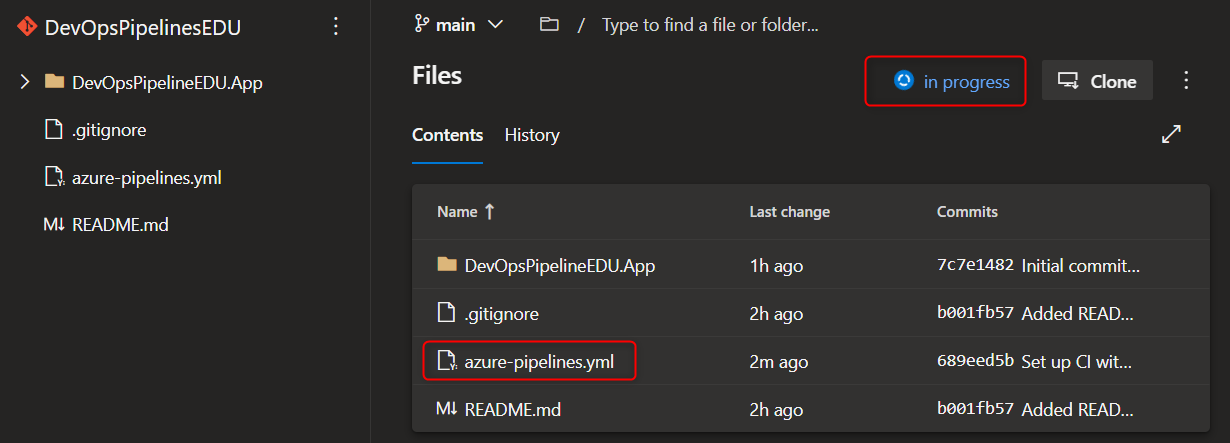 DevOpsPipelinesEDU
DevOpsPipelineEDU.App
.gitignore
azure-pipelines.yml
README.md
main / Type to find a file or folder...
Files
in progress
Clone
Contents History
Name Last change Commits
DevOpsPipelineEDU.App 1h ago 7c7e1482 Initial commit...
.gitignore 2h ago b001fb57 Added READ...
azure-pipelines.yml 2m ago 689eed5b Set up CI wit...
README.md 2h ago b001fb57 Added READ...